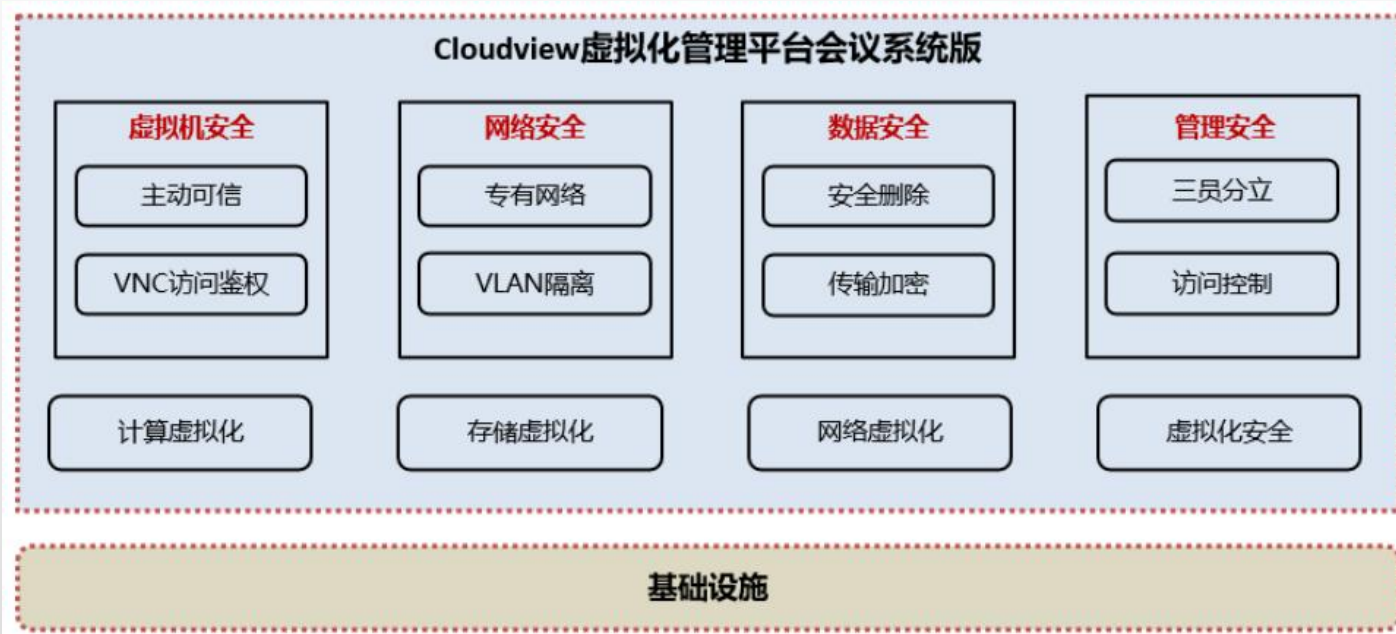 Cloudview虚拟化管理平台会议系统版
虚拟机安全
主动可信
VNC访问鉴权
网络安全
专有网络
VLAN隔离
数据安全
安全删除
传输加密
管理安全
三员分立
访问控制
计算虚拟化
存储虚拟化
网络虚拟化
虚拟化安全
基础设施